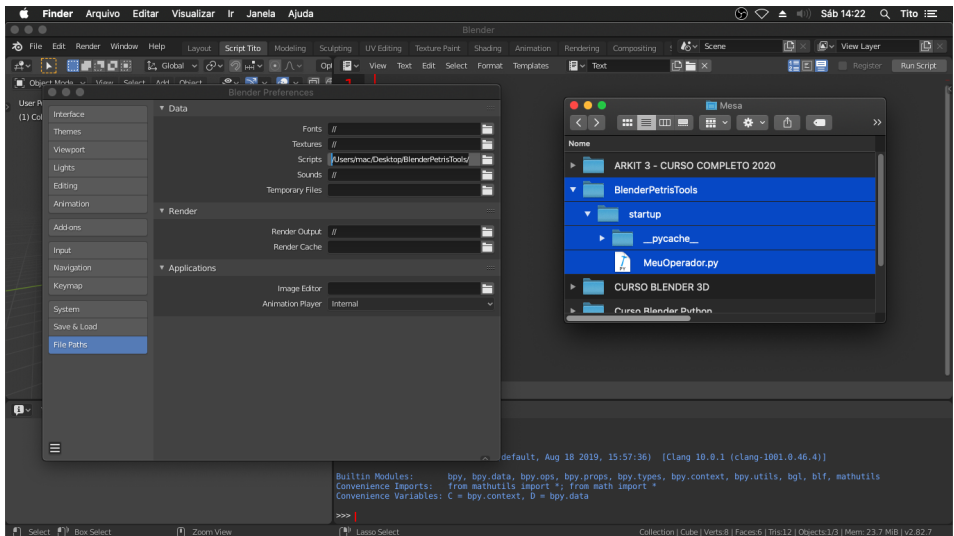 Finder Arquivo Editar Visualizar Ir Janela Ajuda Sáb 14:22 Tito
Blender
File Edit Render Window Help Layout Script Tito Modeling Sculpting UV Editing Texture Paint Shading Animation Rendering Compositing Scene View Layer
Global View Text Edit Select Format Templates Text Register Run Script
Object Mode View Select Add Object
Blender Preferences
User P
(1) Col
Interface
Themes
Viewport
Lights
Editing
Animation
Add-ons
Input
Navigation
Keymap
System
Save & Load
File Paths
Data
Fonts //
Textures //
Scripts /Users/mac/Desktop/BlenderPetrisTools/
Sounds //
Temporary Files
Render
Render Output //
Render Cache
Applications
Image Editor
Animation Player Internal
Mesa
Nome
ARKIT 3 - CURSO COMPLETO 2020
BlenderPetrisTools
startup
__pycache__
PY
MeuOperador.py
CURSO BLENDER 3D
Curso Blender Python
default, Aug 18 2019, 15:57:36) [Clang 10.0.1 (clang-1001.0.46.4)]
Builtin Modules: bpy, bpy.data, bpy.ops, bpy.props, bpy.types, bpy.context, bpy.utils, bgl, blf, mathutils
Convenience Imports: from mathutils import *; from math import *
Convenience Variables: C = bpy.context, D = bpy.data
>>>
Select Box Select Zoom View Lasso Select Collection | Cube | Verts:8 | Faces:6 | Tris:12 | Objects:1/3 | Mem: 23.7 MiB | v2.82.7